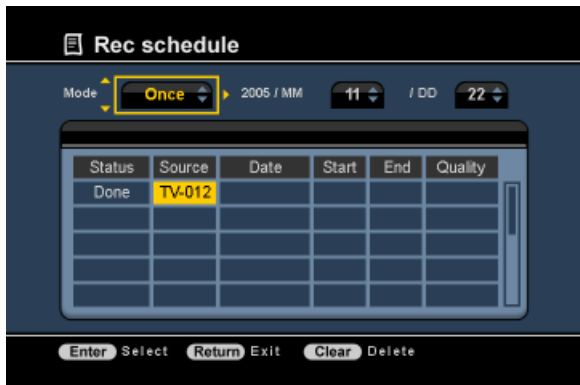 Rec schedule
Mode Once 2005 / MM 11 / DD 22
Status Source Date Start End Quality
Done TV-012
Enter Select Return Exit Clear Delete